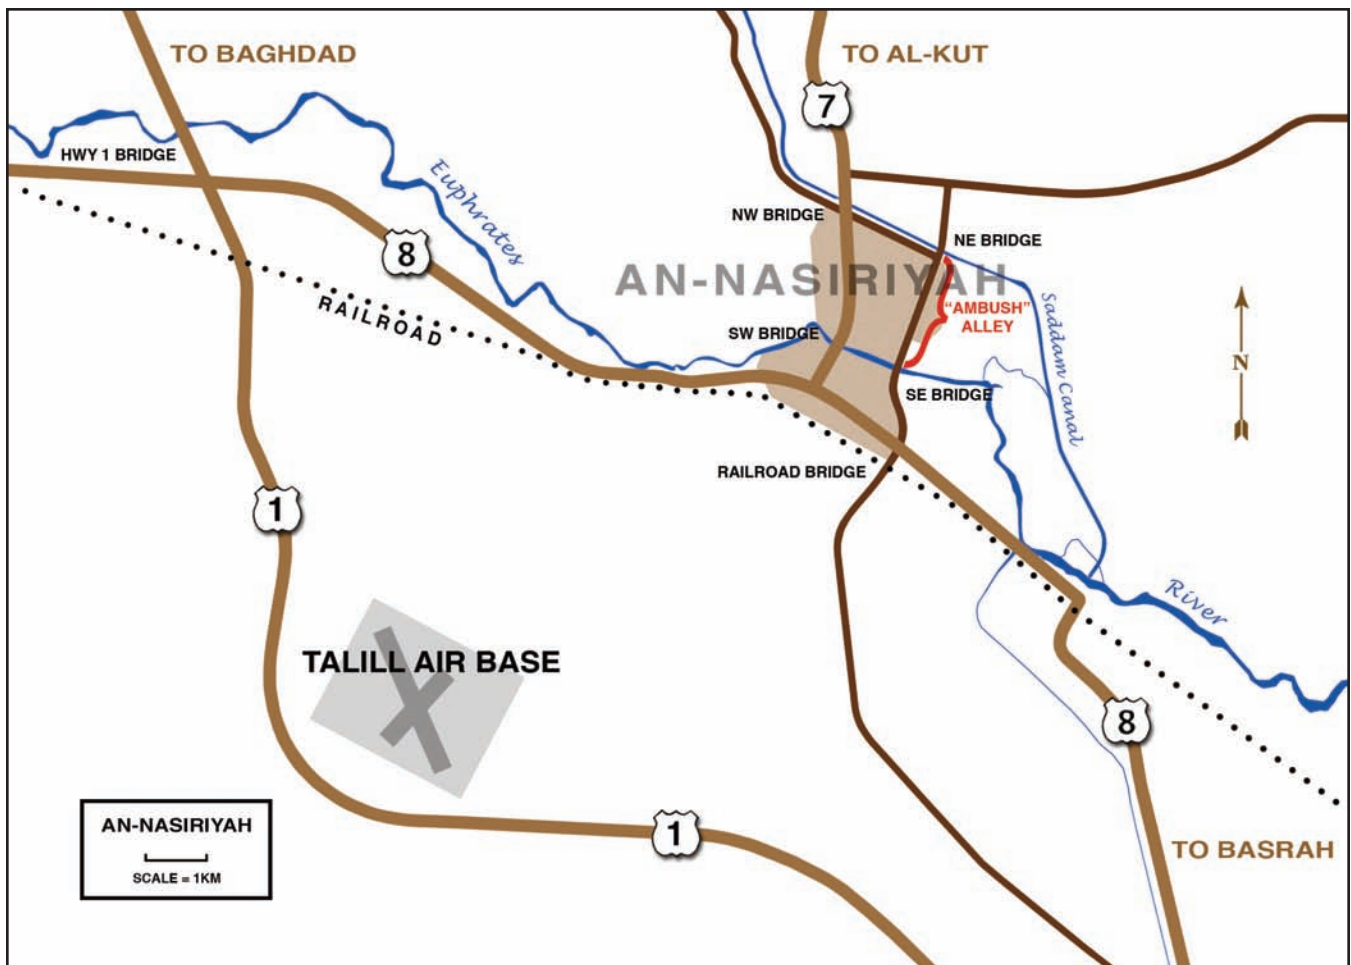 TO BAGHDAD
TO AL-KUT
7
HWY 1 BRIDGE
Euphrates
NW BRIDGE
NE BRIDGE
8
AN-NASIRIYAH
RAILROAD
"AMBUSH"
ALLEY
Saddam Canal
SW BRIDGE
N
SE BRIDGE
RAILROAD BRIDGE
1
River
TALILL AIR BASE
8
AN-NASIRIYAH
SCALE = 1KM
1
TO BASRAH